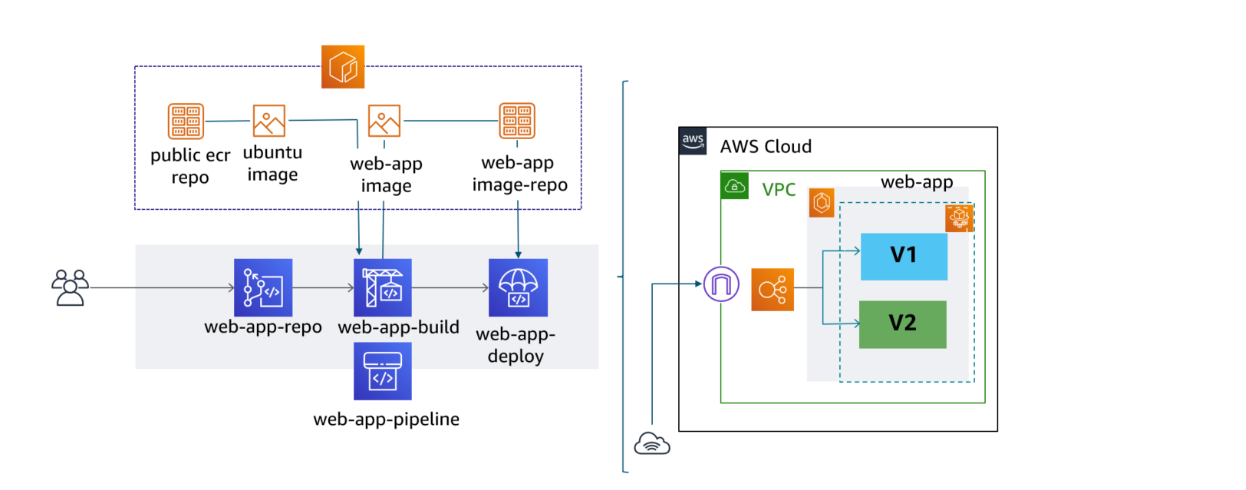 public ecr
repo
ubuntu
image
web-app
image
web-app
image-repo
web-app-repo
web-app-build
web-app-
deploy
web-app-pipeline
aws
AWS Cloud
VPC
web-app
V1
V2